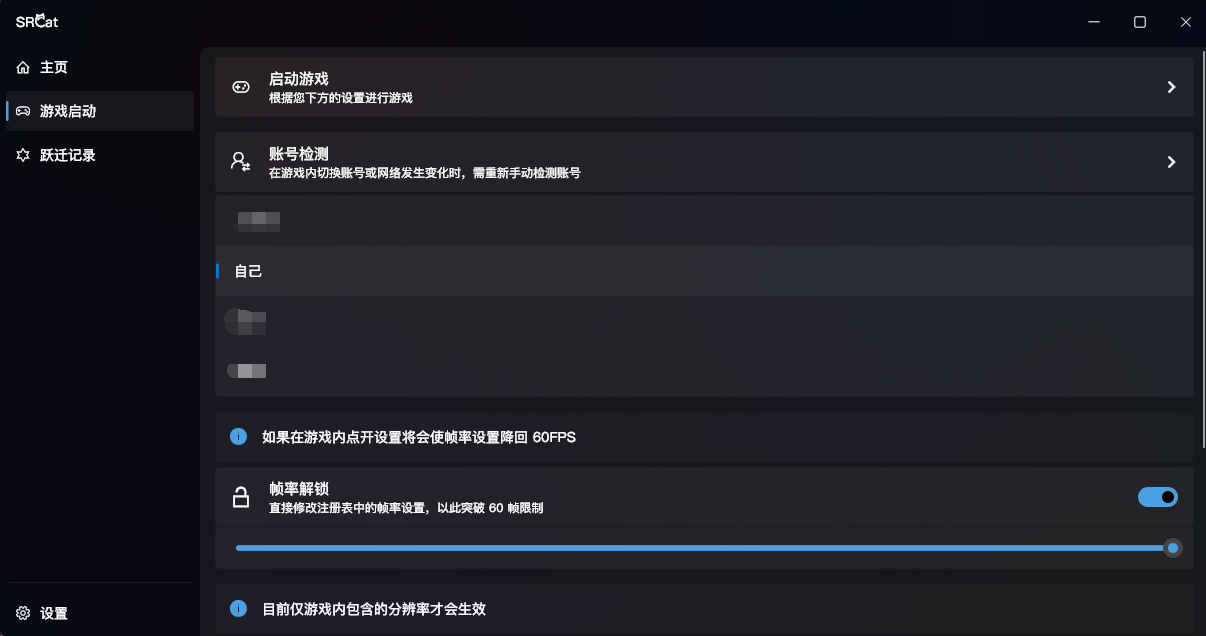 SRCat
主页
游戏启动
跃迁记录
启动游戏
根据您下方的设置进行游戏
账号检测
在游戏内切换账号或网络发生变化时，需重新手动检测账号
自己
如果在游戏内点开设置将会使帧率设置降回 60FPS
帧率解锁
直接修改注册表中的帧率设置，以此突破 60 帧限制
目前仅游戏内包含的分辨率才会生效
设置